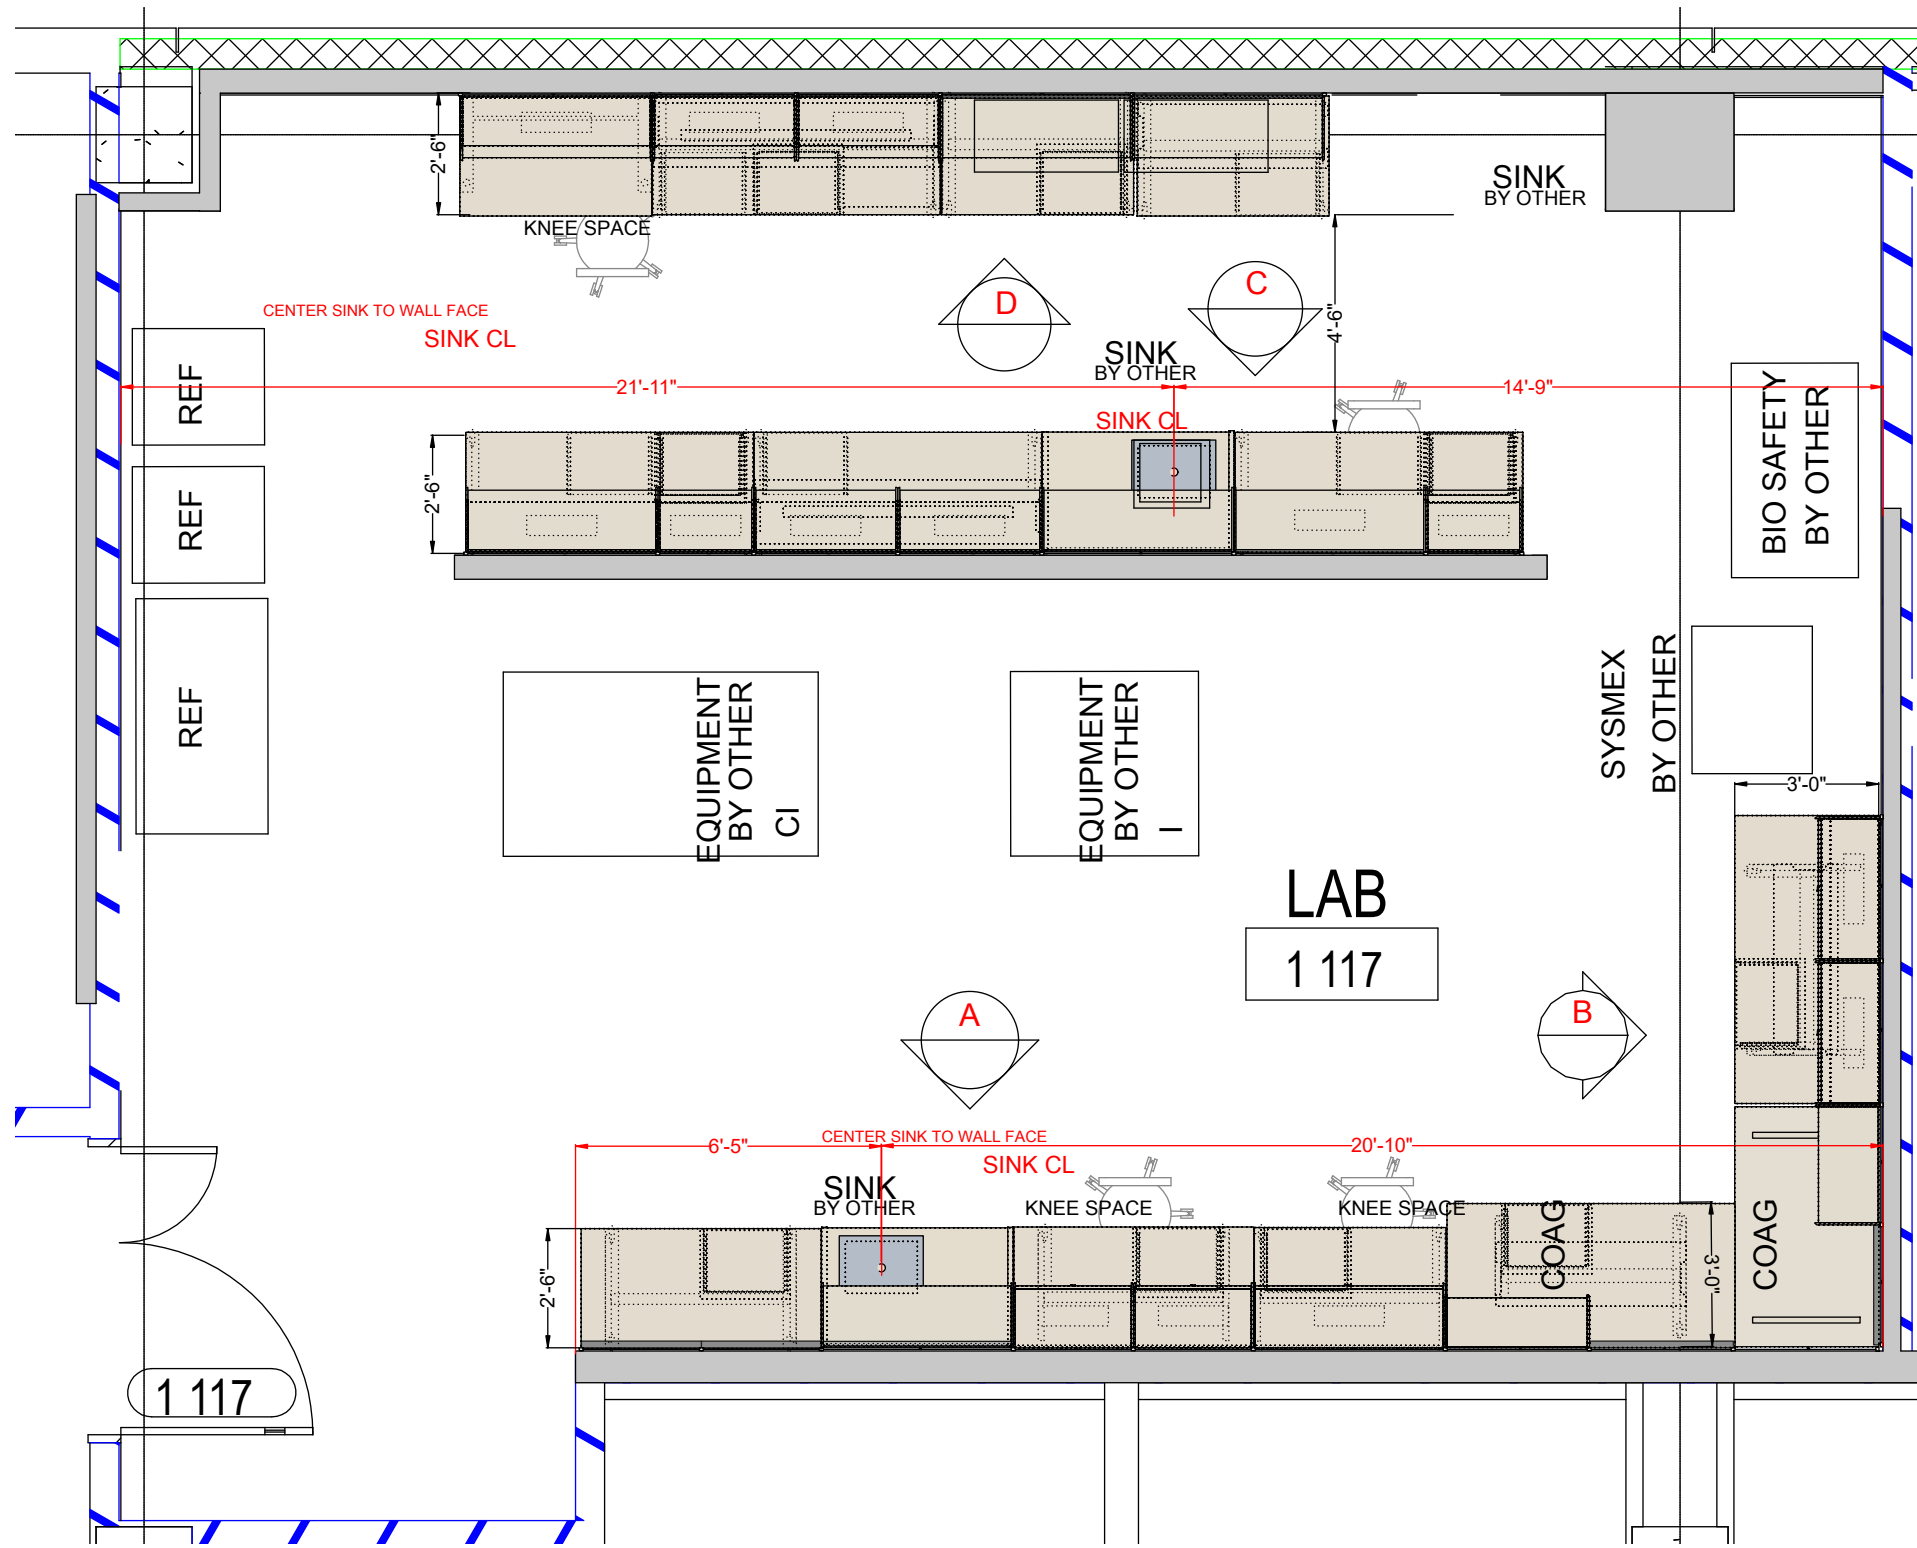 2'-6"
KNEE SPACE
SINK
BY OTHER
CENTER SINK TO WALL FACE
SINK CL
D
C
4'-6"
SINK
BY OTHER
21'-11"
14'-9"
SINK CL
REF
REF
REF
2'-6"
BIO SAFETY
BY OTHER
EQUIPMENT
BY OTHER
CI
EQUIPMENT
BY OTHER
I
SYSMEX
BY OTHER
3'-0"
LAB
1 117
A
B
6'-5"
CENTER SINK TO WALL FACE
20'-10"
SINK CL
SINK
BY OTHER
KNEE SPACE
KNEE SPACE
2'-6"
COAG
3'-0"
COAG
1 117